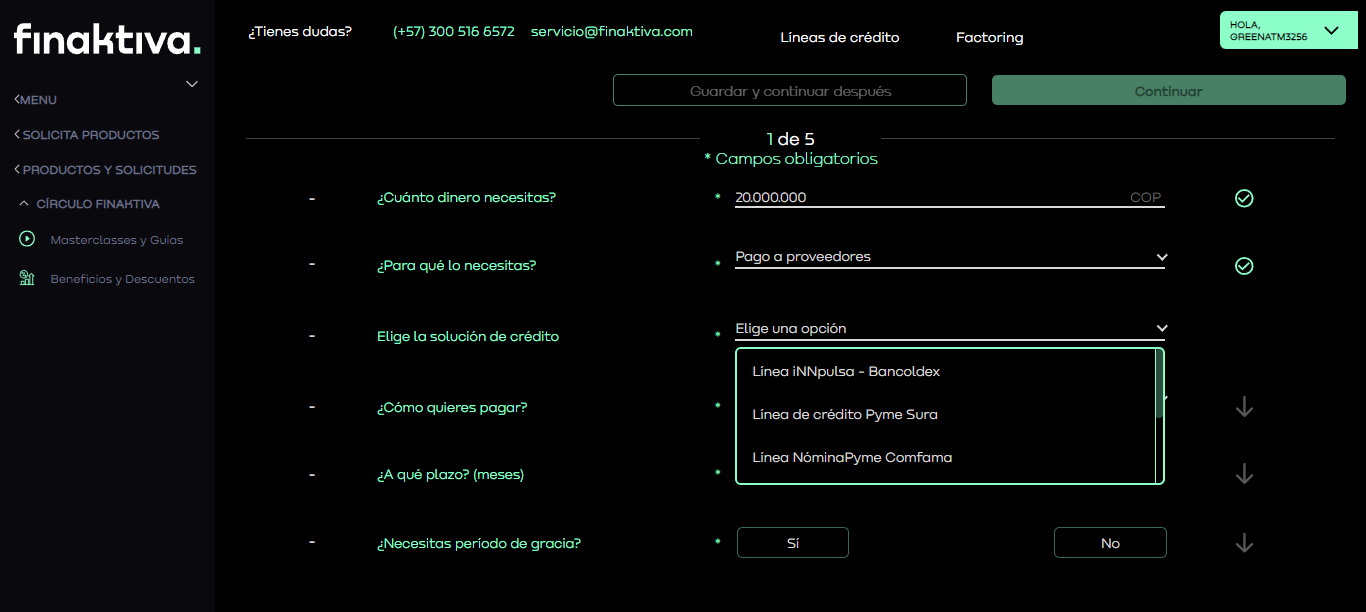 finaktiva.
¿Tienes dudas? (+57) 300 516 6572 servicio@finaktiva.com Líneas de crédito Factoring
HOLA,
GREENATM3256
MENU
SOLICITA PRODUCTOS
PRODUCTOS Y SOLICITUDES
CÍRCULO FINAKTIVA
Masterclasses y Guías
Beneficios y Descuentos
Guardar y continuar después
Continuar
1 de 5
* Campos obligatorios
- ¿Cuánto dinero necesitas? * 20.000.000 COP
- ¿Para qué lo necesitas? * Pago a proveedores
- Elige la solución de crédito * Elige una opción
Línea iNNpulsa - Bancoldex
Línea de crédito Pyme Sura
Línea NóminaPyme Comfama
- ¿Cómo quieres pagar? *
- ¿A qué plazo? (meses) *
- ¿Necesitas período de gracia? * Sí No